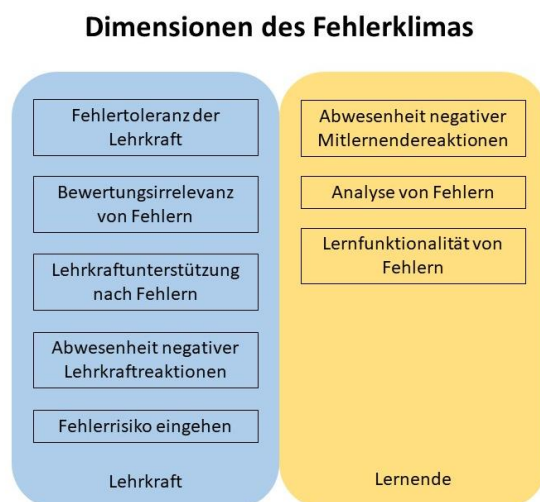 Dimensionen des Fehlerklimas
Fehlertoleranz der
Lehrkraft
Bewertungsirrelevanz
von Fehlern
Lehrkraftunterstützung
nach Fehlern
Abwesenheit negativer
Lehrkraftreaktionen
Fehlerrisiko eingehen
Lehrkraft
Abwesenheit negativer
Mitlernendereaktionen
Analyse von Fehlern
Lernfunktionalität von
Fehlern
Lernende